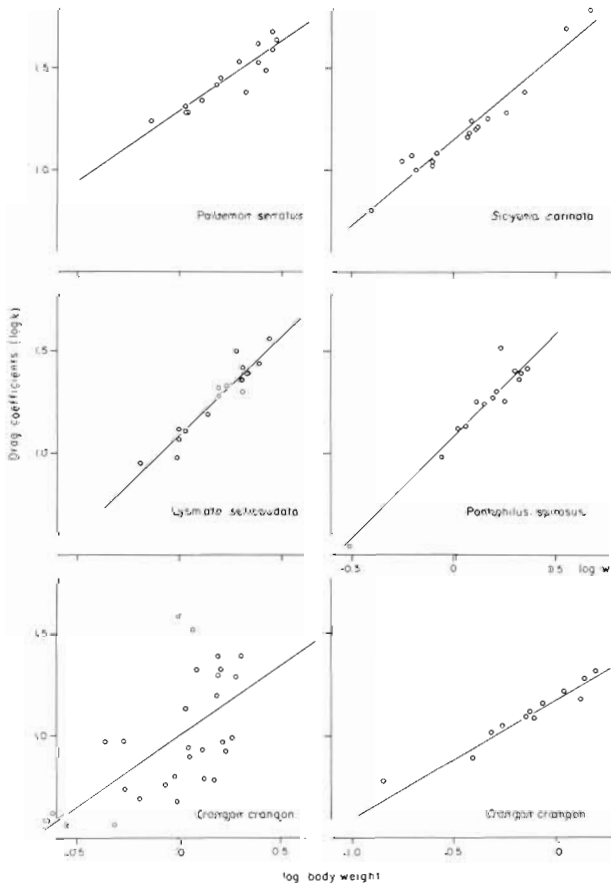 1.5
1.0
Palaemon serratus
Sicyonia carinata
Drag coefficients (log k)
1.5
1.0
Lysmata seticaudata
Pontophilus spinosus
-0.5
0
0.5
log w
1.5
1.0
Crangon crangon
Crangon crangon
-0.5
0
0.5
-1.0
-0.5
0
log body weight